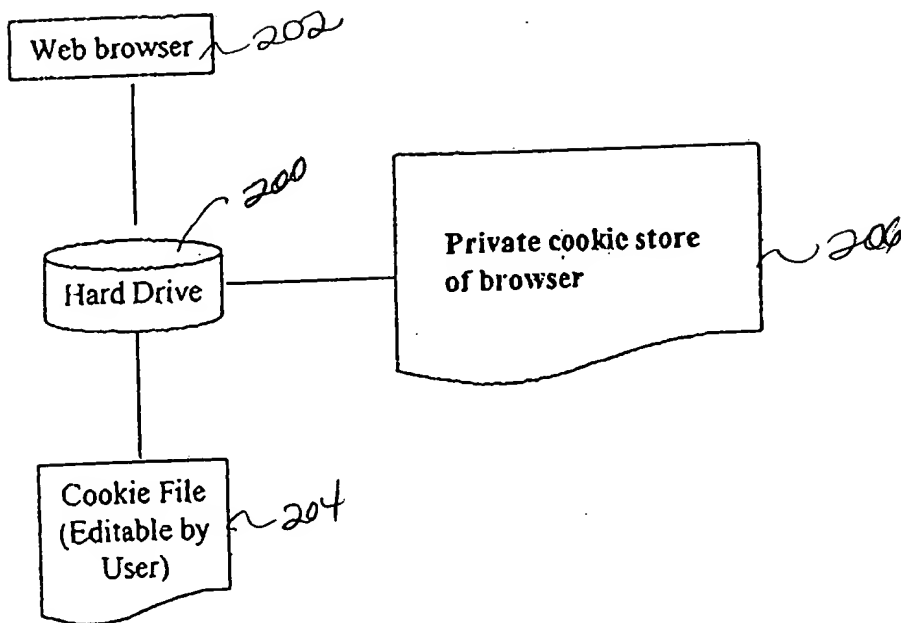 Web browser
202
200
Hard Drive
Private cookie store
of browser
206
Cookie File
(Editable by
User)
204